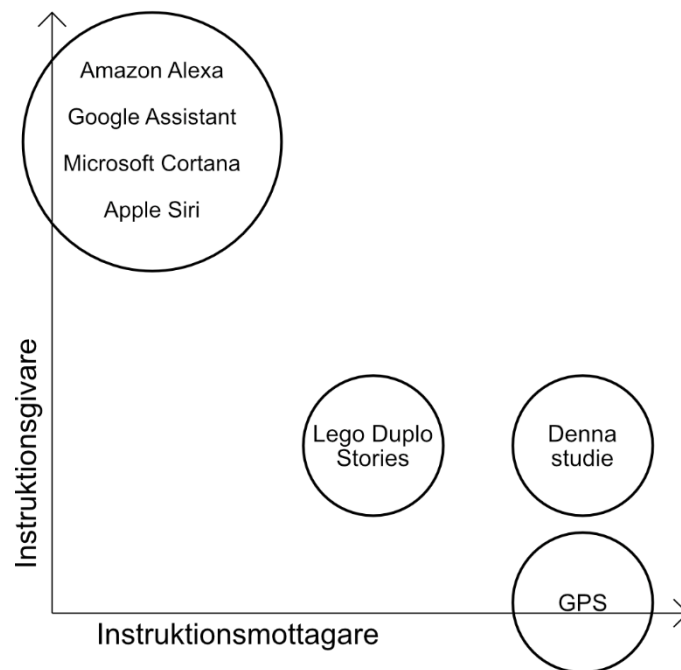 Amazon Alexa
Google Assistant
Microsoft Cortana
Apple Siri
Instruktionsgivare
Lego Duplo
Stories
Denna
studie
GPS
Instruktionsmottagare